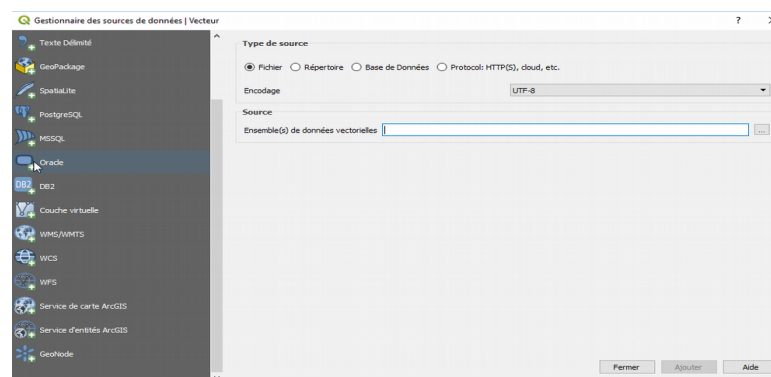 Gestionnaire des sources de données | Vecteur
?
Texte Délimité
GeoPackage
SpatiaLite
PostgreSQL
MSSQL
Oracle
DB2
DB2
Couche virtuelle
WMS/WMTS
WCS
WFS
Service de carte ArcGIS
Service d'entités ArcGIS
GeoNode
Type de source
Fichier Répertoire Base de Données Protocol: HTTP(S), cloud, etc.
Encodage UTF-8
Source
Ensemble(s) de données vectorielles ...
Fermer Ajouter Aide